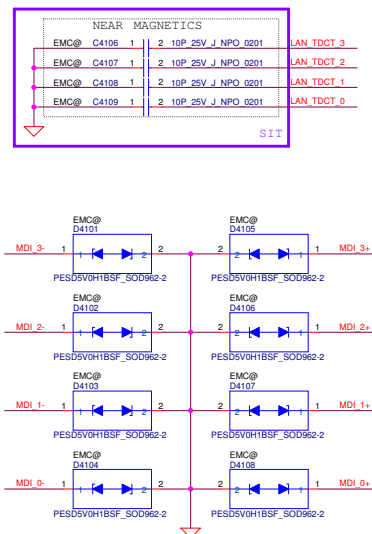 NEAR MAGNETICS
EMC@ C4106 1 2 10P_25V_J_NPO_0201 LAN_TDCT_3
EMC@ C4107 1 2 10P_25V_J_NPO_0201 LAN_TDCT_2
EMC@ C4108 1 2 10P_25V_J_NPO_0201 LAN_TDCT_1
EMC@ C4109 1 2 10P_25V_J_NPO_0201 LAN_TDCT_0
SIT
EMC@ EMC@
D4101 D4105
MDI_3- 1 1 2 2 2 2 1 1 MDI_3+
PESD5V0H1BSF_SOD962-2 PESD5V0H1BSF_SOD962-2
EMC@ EMC@
D4102 D4106
MDI_2- 1 1 2 2 2 2 1 1 MDI_2+
PESD5V0H1BSF_SOD962-2 PESD5V0H1BSF_SOD962-2
EMC@ EMC@
D4103 D4107
MDI_1- 1 1 2 2 2 2 1 1 MDI_1+
PESD5V0H1BSF_SOD962-2 PESD5V0H1BSF_SOD962-2
EMC@ EMC@
D4104 D4108
MDI_0- 1 1 2 2 2 2 1 1 MDI_0+
PESD5V0H1BSF_SOD962-2 PESD5V0H1BSF_SOD962-2